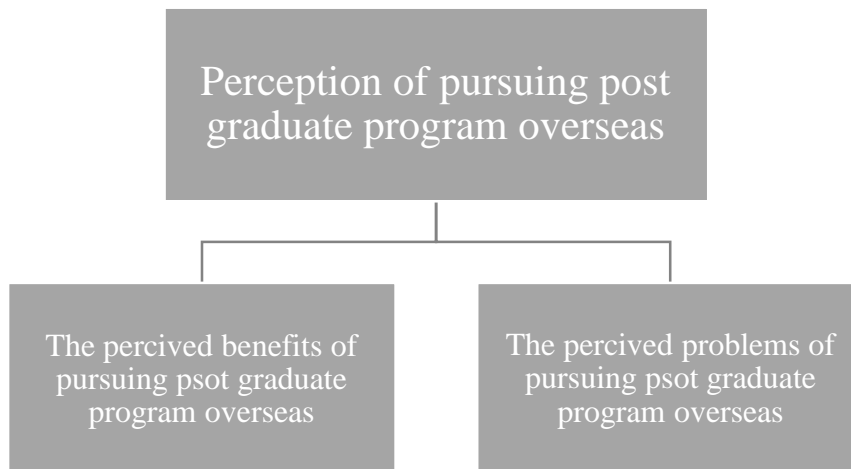 Perception of pursuing post
graduate program overseas
The percived benefits of
pursuing psot graduate
program overseas
The percived problems of
pursuing psot graduate
program overseas